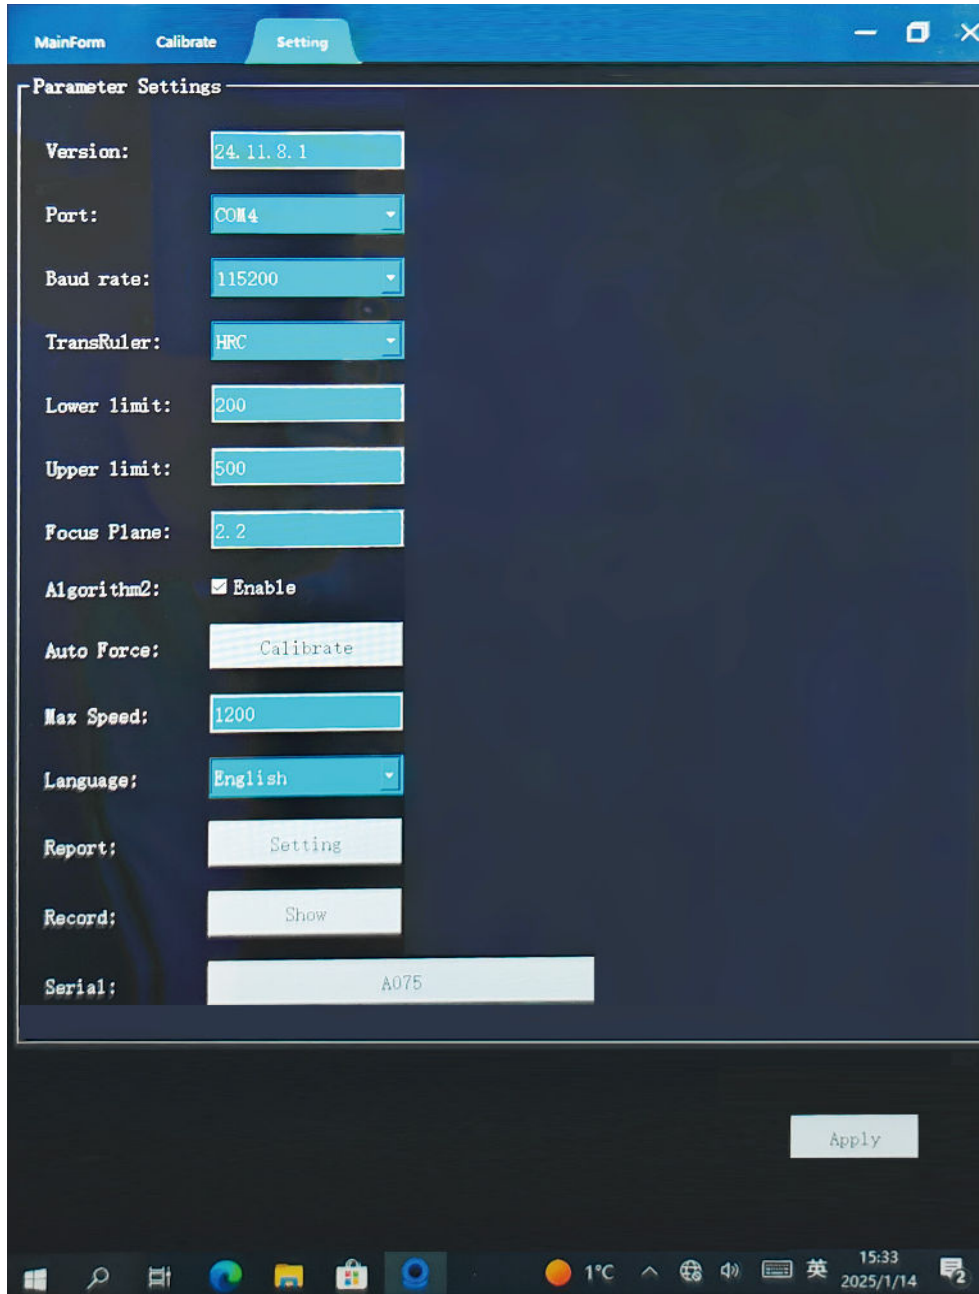 MainForm Calibrate Setting
Parameter Settings
Version: 24.11.8.1
Port: COM4
Baud rate: 115200
TransRuler: HRC
Lower limit: 200
Upper limit: 500
Focus Plane: 2.2
Algorithm2: Enable
Auto Force: Calibrate
Max Speed: 1200
Language: English
Report: Setting
Record: Show
Serial: A075
Apply
1°C 英 15:33
2025/1/14 2